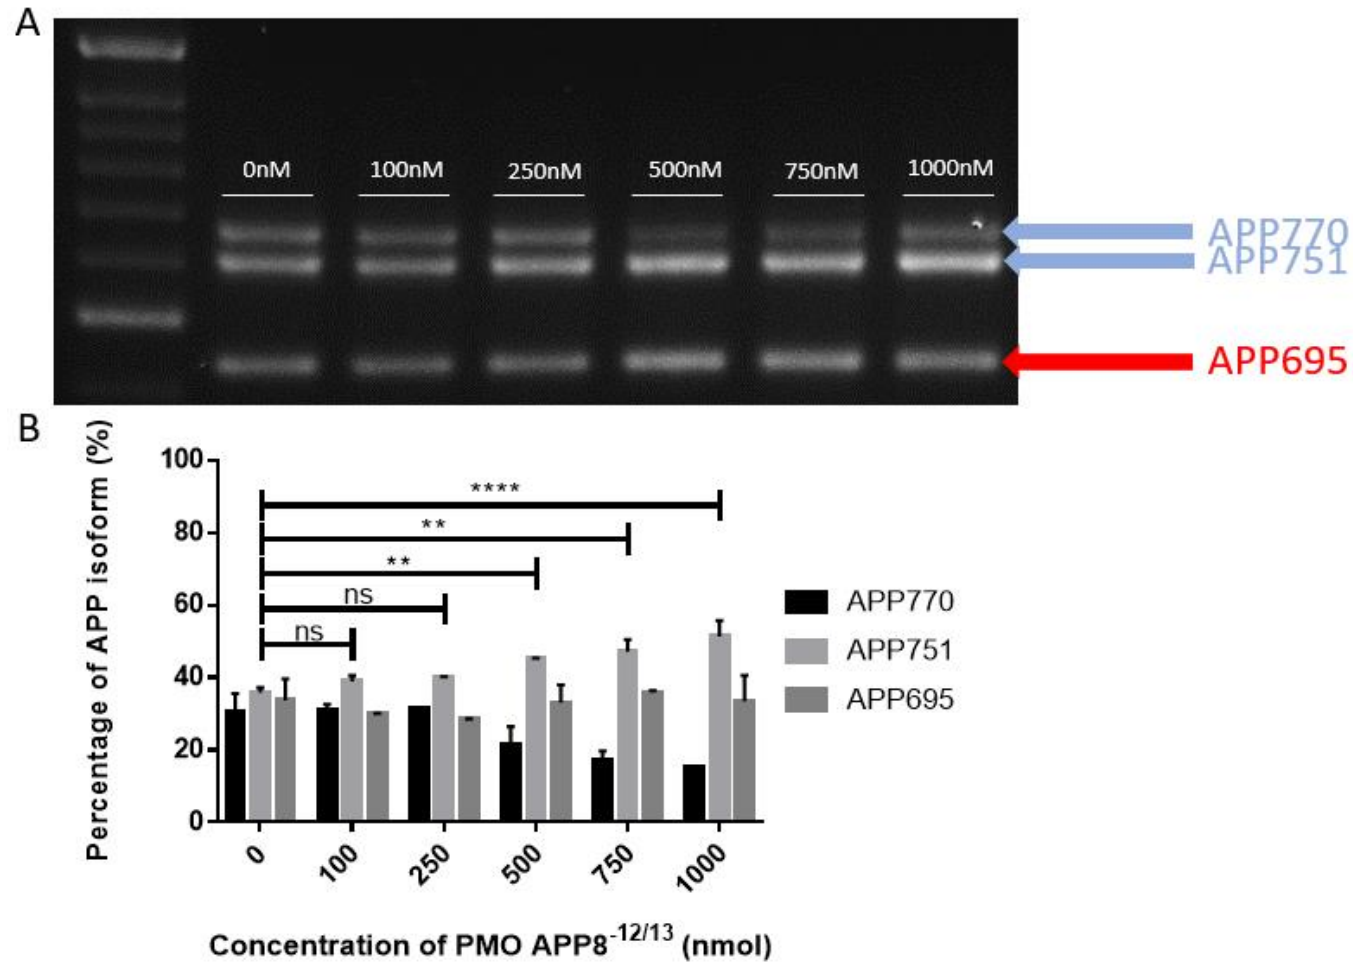 A
0nM 100nM 250nM 500nM 750nM 1000nM
APP770
APP751
APP695
B
Percentage of APP isoform (%)
100
80
60
40
20
0
****
**
**
ns
ns
APP770
APP751
APP695
0 100 250 500 750 1000
Concentration of PMO APP8-12/13 (nmol)